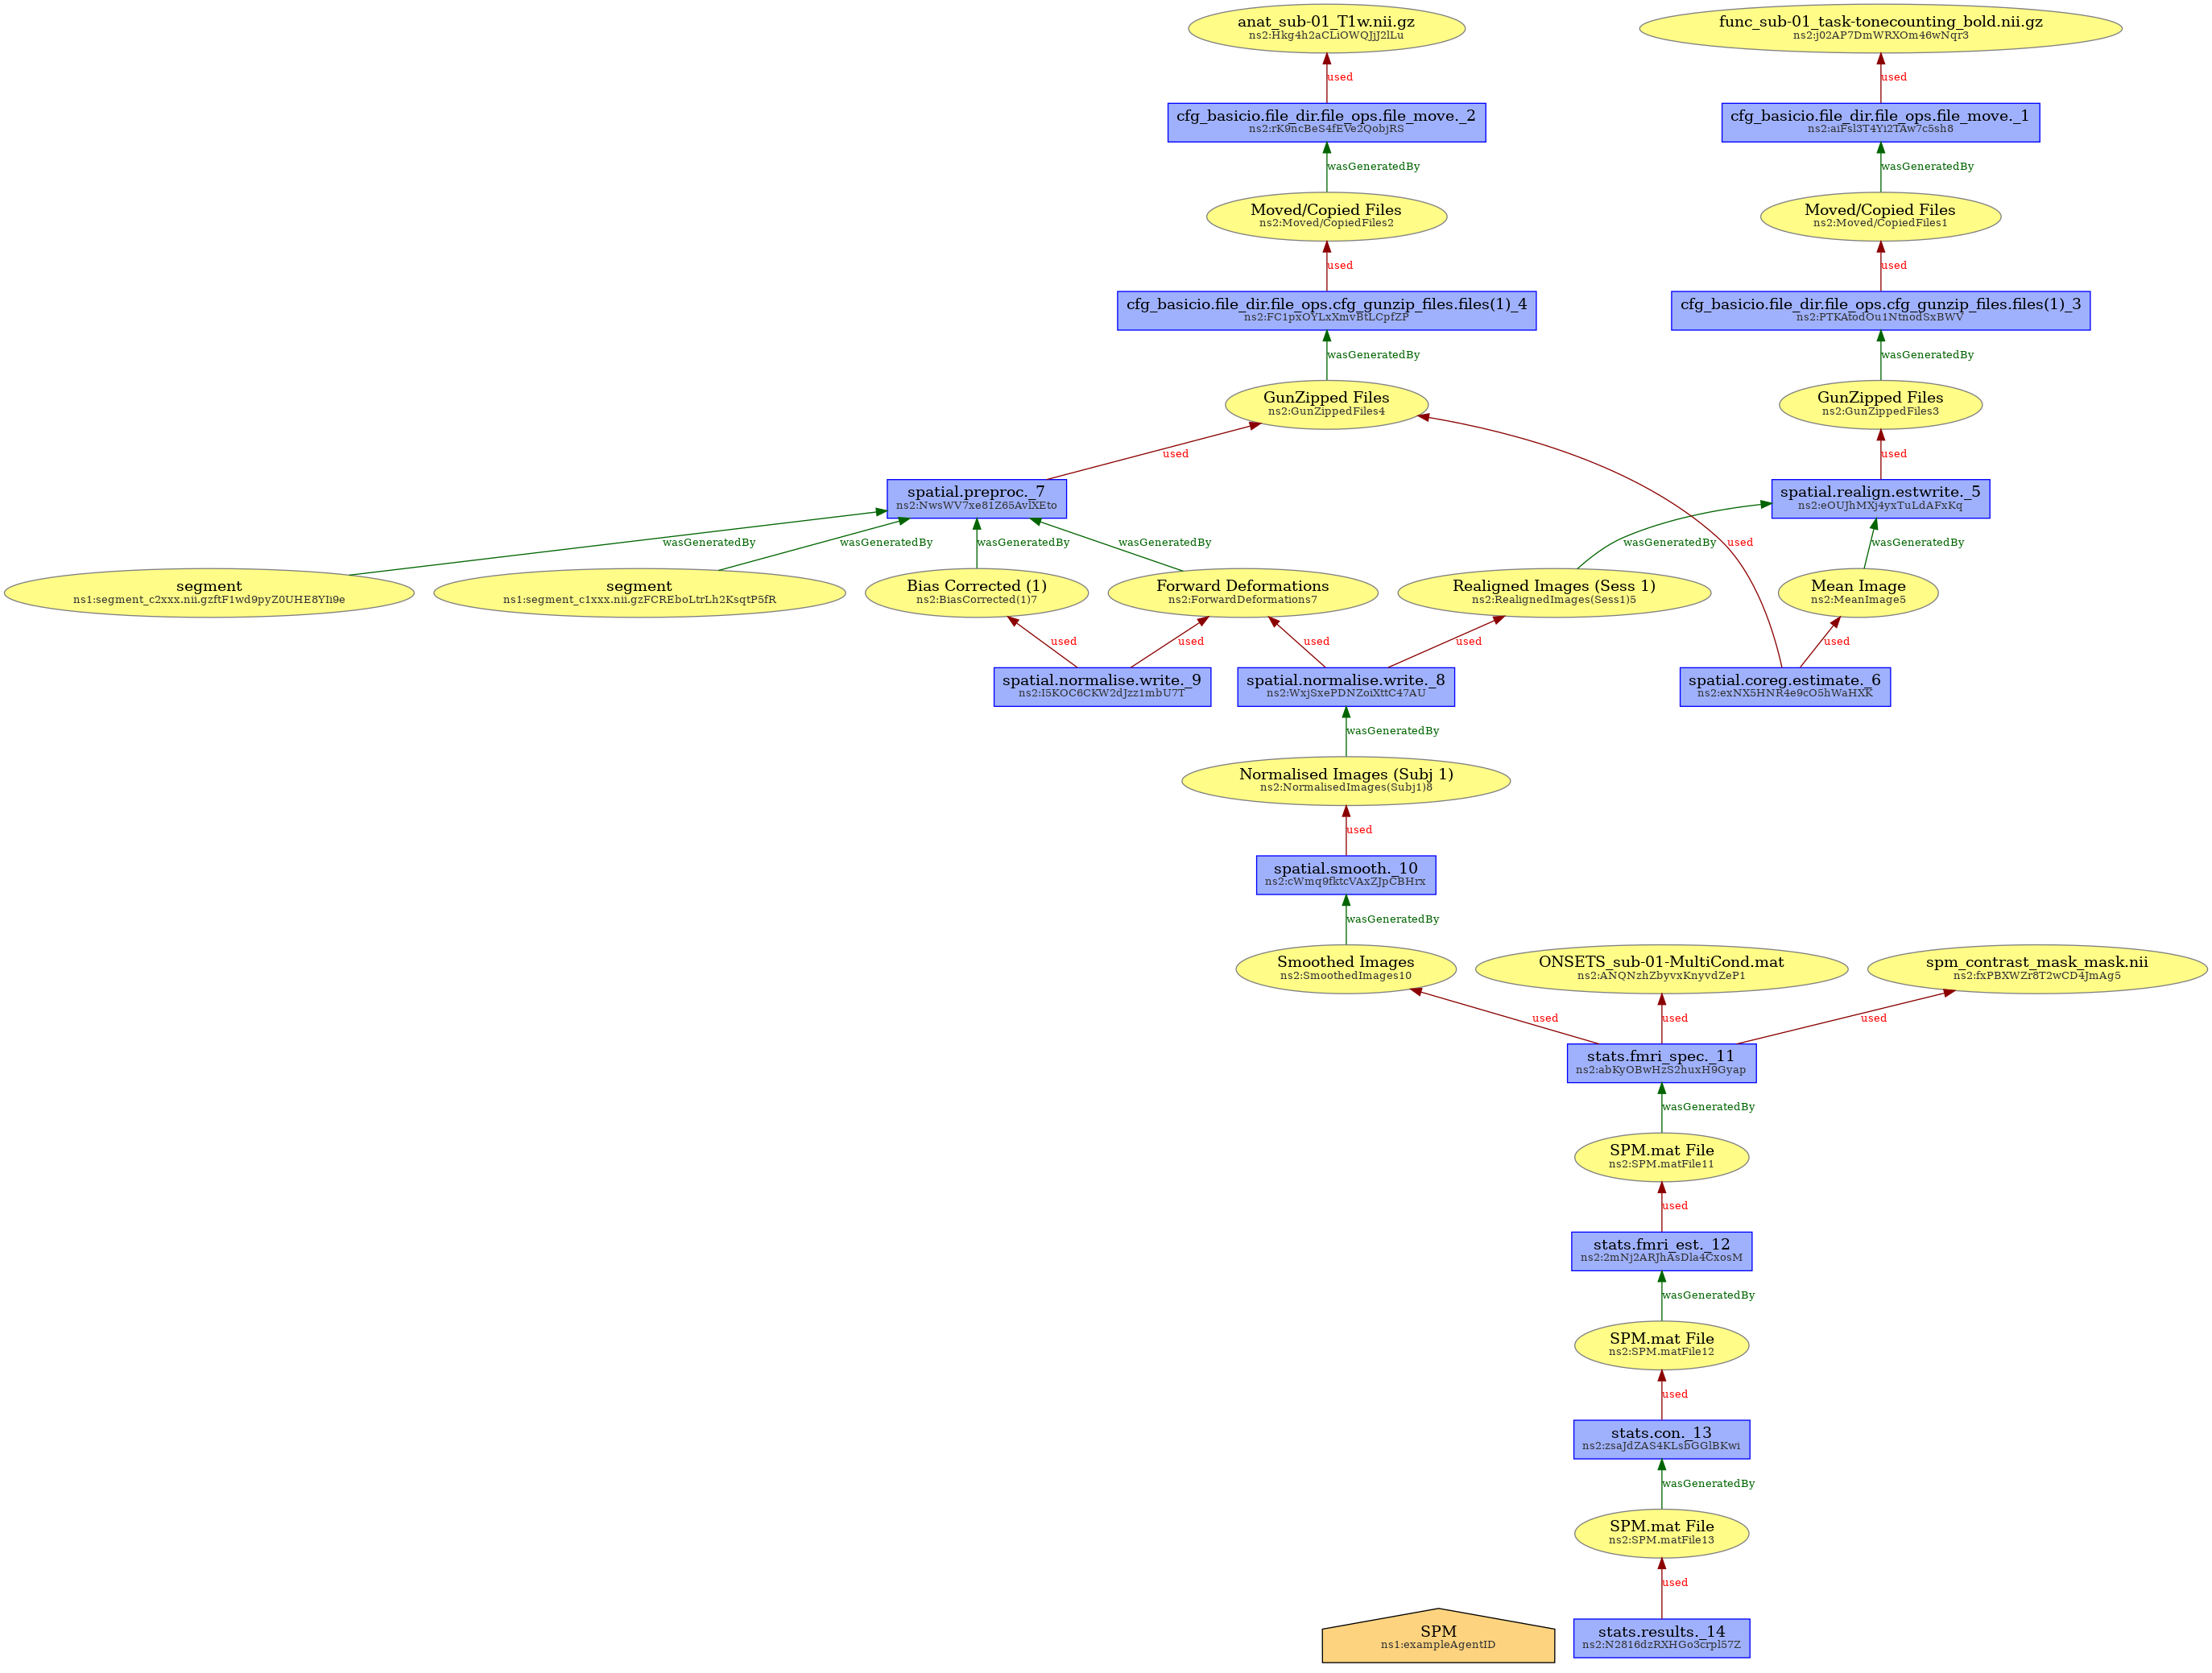 anat_sub-01_T1w.nii.gz
ns2:Hkg4h2aCLiOWQJjJ2lLu
func_sub-01_task-tonecounting_bold.nii.gz
ns2:j02AP7DmWRXOm46wNqr3
used
used
cfg_basicio.file_dir.file_ops.file_move._2
ns2:rK9ncBeS4fEVe2QobjRS
cfg_basicio.file_dir.file_ops.file_move._1
ns2:aiFsl3T4Yi2TAw7c5sh8
wasGeneratedBy
wasGeneratedBy
Moved/Copied Files
ns2:Moved/CopiedFiles2
Moved/Copied Files
ns2:Moved/CopiedFiles1
used
used
cfg_basicio.file_dir.file_ops.cfg_gunzip_files.files(1)_4
ns2:FC1pxOYLxXmvBtLCpfZP
cfg_basicio.file_dir.file_ops.cfg_gunzip_files.files(1)_3
ns2:PTKAtodOu1NtnodSxBWV
wasGeneratedBy
wasGeneratedBy
GunZipped Files
ns2:GunZippedFiles4
GunZipped Files
ns2:GunZippedFiles3
used
used
spatial.preproc._7
ns2:NwsWV7xe81Z65AvlXEto
spatial.realign.estwrite._5
ns2:eOUJhMXj4yxTuLdAFxKq
wasGeneratedBy
wasGeneratedBy
wasGeneratedBy
wasGeneratedBy
wasGeneratedBy
used
wasGeneratedBy
segment
ns1:segment_c2xxx.nii.gzftF1wd9pyZ0UHE8YIi9e
segment
ns1:segment_c1xxx.nii.gzFCREboLtrLh2KsqtP5fR
Bias Corrected (1)
ns2:BiasCorrected(1)7
Forward Deformations
ns2:ForwardDeformations7
Realigned Images (Sess 1)
ns2:RealignedImages(Sess1)5
Mean Image
ns2:MeanImage5
used
used
used
used
used
spatial.normalise.write._9
ns2:I5KOC6CKW2dJzz1mbU7T
spatial.normalise.write._8
ns2:WxjSxePDNZoiXttC47AU
spatial.coreg.estimate._6
ns2:exNX5HNR4e9cO5hWaHXK
wasGeneratedBy
Normalised Images (Subj 1)
ns2:NormalisedImages(Subj1)8
used
spatial.smooth._10
ns2:cWmq9fktcVAxZJpCBHrx
wasGeneratedBy
Smoothed Images
ns2:SmoothedImages10
ONSETS_sub-01-MultiCond.mat
ns2:ANQNzhZbyvxKnyvdZeP1
spm_contrast_mask_mask.nii
ns2:fxPBXWZr8T2wCD4JmAg5
used
used
used
stats.fmri_spec._11
ns2:abKyOBwHzS2huxH9Gyap
wasGeneratedBy
SPM.mat File
ns2:SPM.matFile11
used
stats.fmri_est._12
ns2:2mNj2ARJhAsDla4CxosM
wasGeneratedBy
SPM.mat File
ns2:SPM.matFile12
used
stats.con._13
ns2:zsaJdZAS4KLsbGGlBKwi
wasGeneratedBy
SPM.mat File
ns2:SPM.matFile13
used
SPM
ns1:exampleAgentID
stats.results._14
ns2:N2816dzRXHGo3crpl57Z